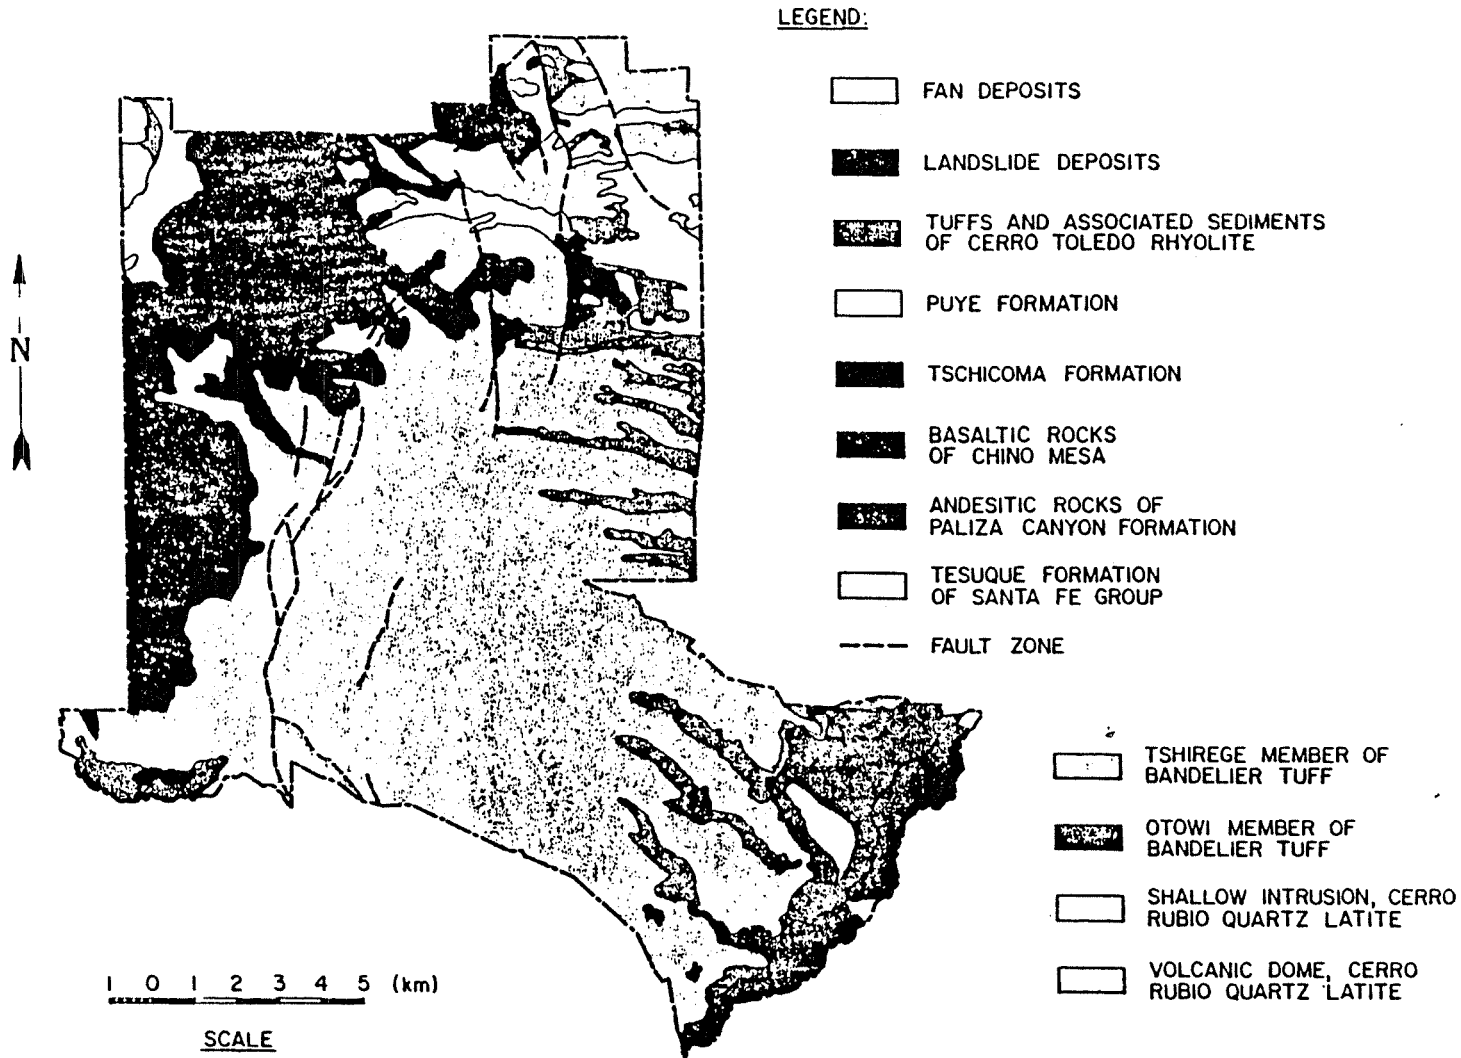 LEGEND:
FAN DEPOSITS
LANDSLIDE DEPOSITS
TUFFS AND ASSOCIATED SEDIMENTS
OF CERRO TOLEDO RHYOLITE
PUYE FORMATION
TSCHICOMA FORMATION
BASALTIC ROCKS
OF CHINO MESA
ANDESITIC ROCKS OF
PALIZA CANYON FORMATION
TESUQUE FORMATION
OF SANTA FE GROUP
FAULT ZONE
TSHIREGE MEMBER OF
BANDELIER TUFF
OTOWI MEMBER OF
BANDELIER TUFF
SHALLOW INTRUSION, CERRO
RUBIO QUARTZ LATITE
VOLCANIC DOME, CERRO
RUBIO QUARTZ LATITE
N
1 0 1 2 3 4 5 (km)
SCALE